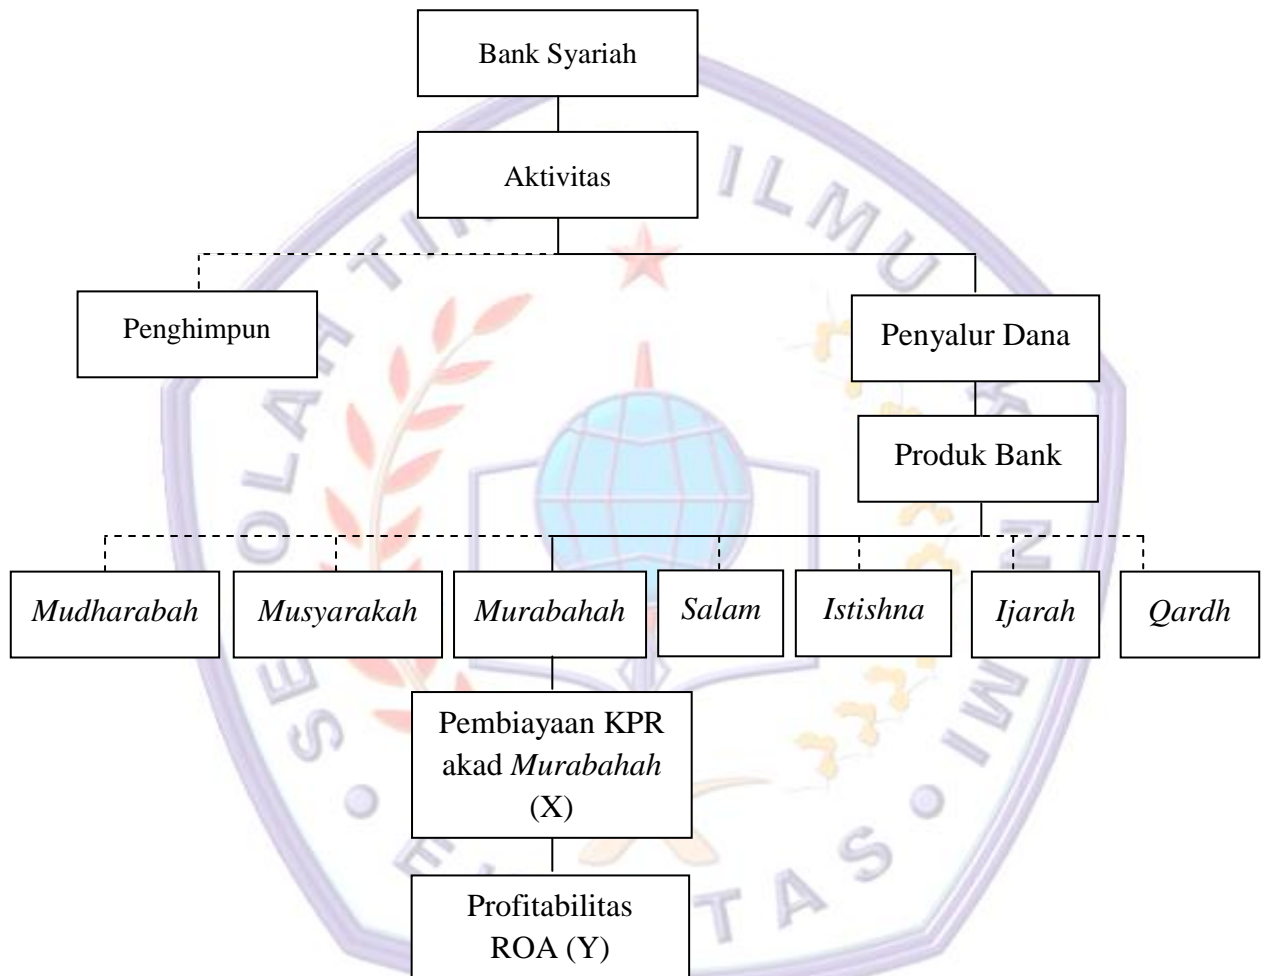 Bank Syariah
Aktivitas
Penghimpun
Penyalur Dana
Produk Bank
Mudharabah
Musyarakah
Murabahah
Salam
Istishna
Ijarah
Qardh
Pembiayaan KPR
akad Murabahah
(X)
Profitabilitas
ROA (Y)